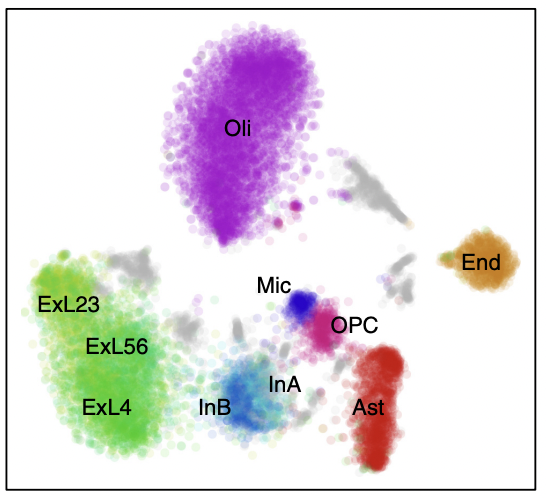 Oli
End
Mic
ExL23
OPC
ExL56
InA
ExL4
InB
Ast